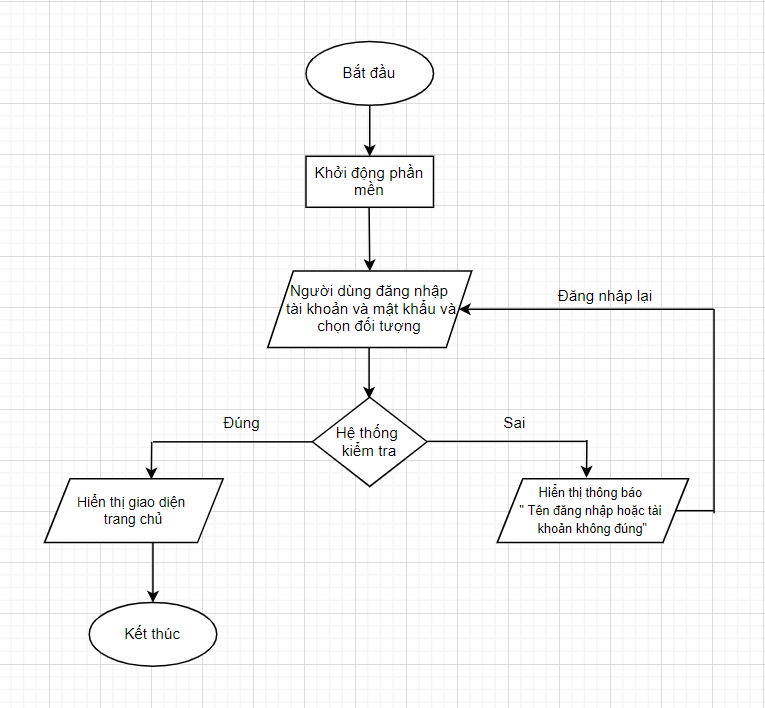 Bắt đầu
Khởi động phần
mền
Người dùng đăng nhập
tài khoản và mật khẩu và
chọn đối tượng
Đăng nhâp lại
Hệ thống
kiểm tra
Đúng
Sai
Hiển thị giao diện
trang chủ
Hiển thị thông báo
" Tên đăng nhập hoặc tài
khoản không đúng"
Kết thúc